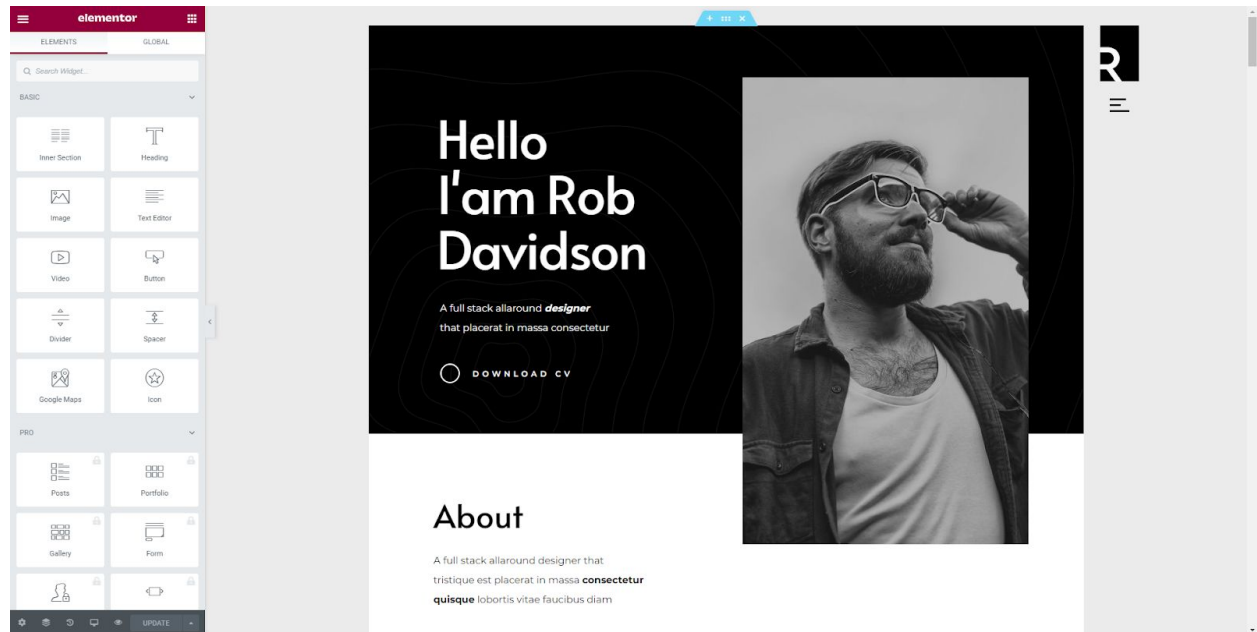 elementor
ELEMENTS
GLOBAL
Search Widget...
BASIC
Inner Section
Heading
Image
Text Editor
Video
Button
Divider
Spacer
Google Maps
Icon
PRO
Posts
Portfolio
Gallery
Form
UPDATE
R
Hello
I'am Rob
Davidson
A full stack allaround designer
that placerat in massa consectetur
DOWNLOAD CV
About
A full stack allaround designer that
tristique est placerat in massa consectetur
quisque lobortis vitae faucibus diam